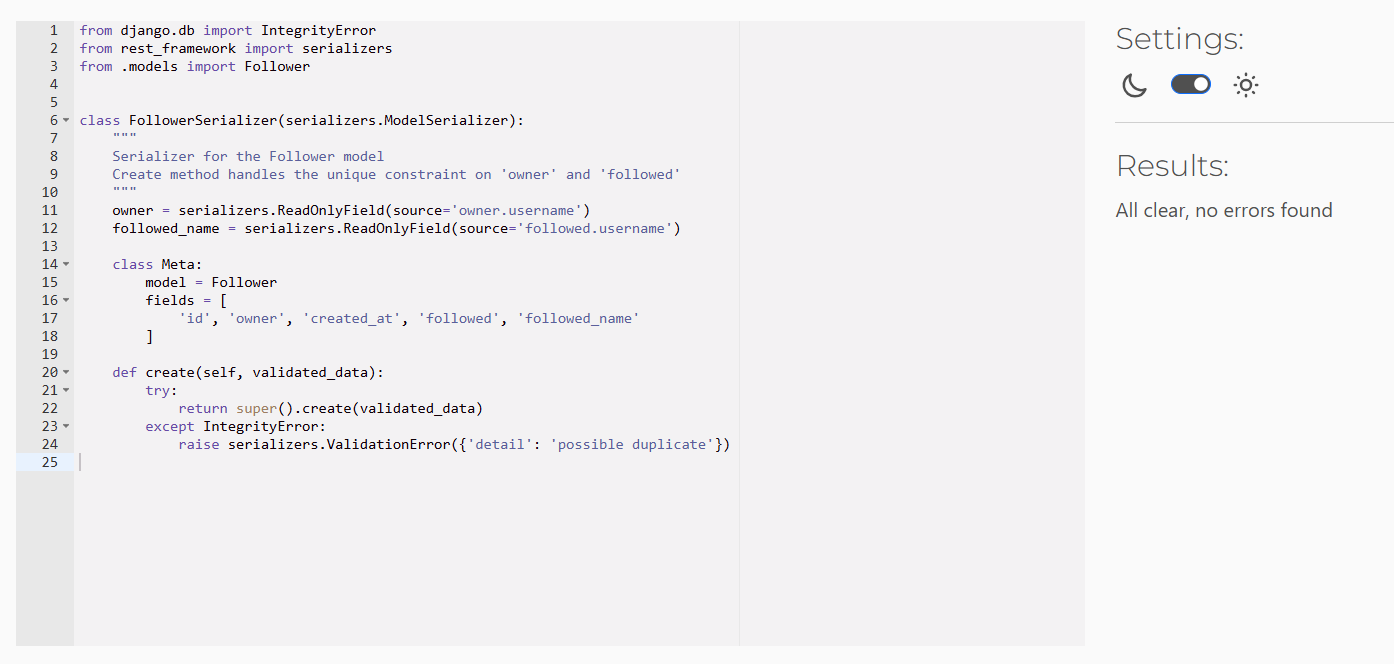 1 from django.db import IntegrityError
2 from rest_framework import serializers
3 from .models import Follower
4
5
6 class FollowerSerializer(serializers.ModelSerializer):
7     """
8     Serializer for the Follower model
9     Create method handles the unique constraint on 'owner' and 'followed'
10     """
11     owner = serializers.ReadOnlyField(source='owner.username')
12     followed_name = serializers.ReadOnlyField(source='followed.username')
13
14     class Meta:
15         model = Follower
16         fields = [
17             'id', 'owner', 'created_at', 'followed', 'followed_name'
18         ]
19
20     def create(self, validated_data):
21         try:
22             return super().create(validated_data)
23         except IntegrityError:
24             raise serializers.ValidationError({'detail': 'possible duplicate'})
25
Settings:
Results:
All clear, no errors found